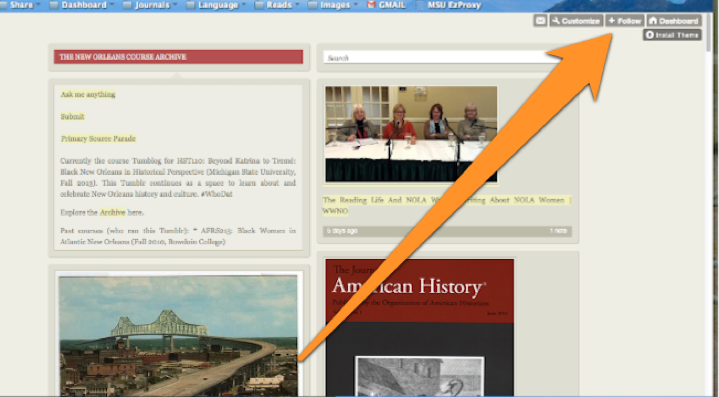 Share Dashboard Journals Language Reads Images GMAIL MSU EzProxy
Customize + Follow Dashboard
Install Theme
THE NEW ORLEANS COURSE ARCHIVE
Ask me anything
Submit
Primary Source Parade
Currently the course Tumblog for HST110: Beyond Katrina to Tremé:
Black New Orleans in Historical Perspective (Michigan State University,
Fall 2013). This Tumblr continues as a space to learn about and
celebrate New Orleans history and culture. #WhoDat
Explore the Archive here.
Past courses (who ran this Tumblr): * AFRS215: Black Women in
Atlantic New Orleans (Fall 2010, Bowdoin College)
Search
The Reading Life And NOLA About NOLA Women |
WWNO
5 days ago 1 note
The Journal
American History
by the Organization of American Historians